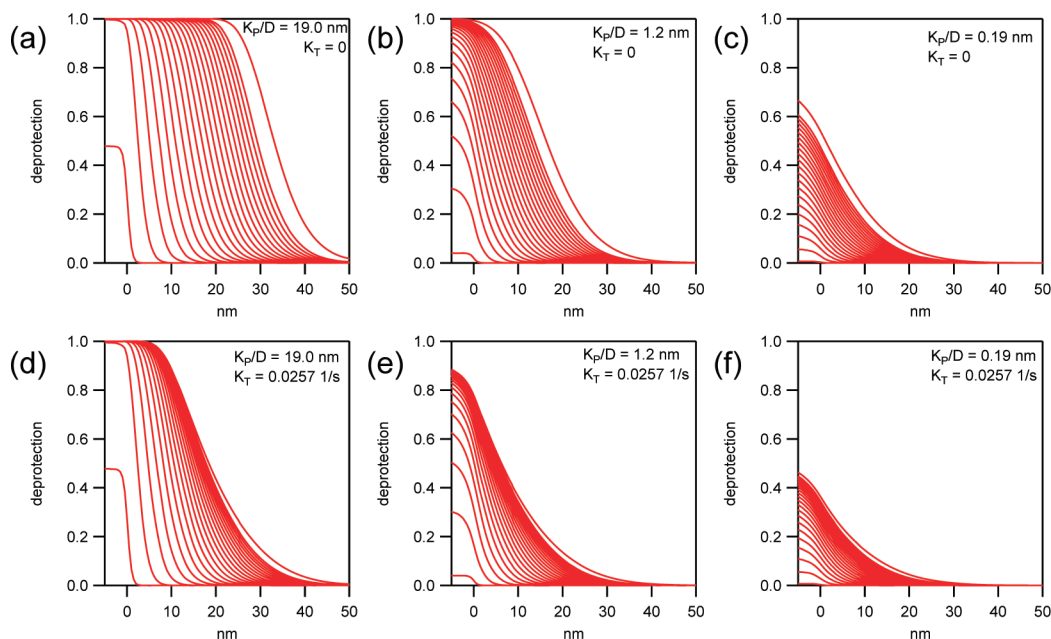 (a)
K_P/D = 19.0 nm
K_T = 0
deprotection
1.0
0.8
0.6
0.4
0.2
0.0
0 10 20 30 40 50
nm
(b)
K_P/D = 1.2 nm
K_T = 0
deprotection
1.0
0.8
0.6
0.4
0.2
0.0
0 10 20 30 40 50
nm
(c)
K_P/D = 0.19 nm
K_T = 0
deprotection
1.0
0.8
0.6
0.4
0.2
0.0
0 10 20 30 40 50
nm
(d)
K_P/D = 19.0 nm
K_T = 0.0257 1/s
deprotection
1.0
0.8
0.6
0.4
0.2
0.0
0 10 20 30 40 50
nm
(e)
K_P/D = 1.2 nm
K_T = 0.0257 1/s
deprotection
1.0
0.8
0.6
0.4
0.2
0.0
0 10 20 30 40 50
nm
(f)
K_P/D = 0.19 nm
K_T = 0.0257 1/s
deprotection
1.0
0.8
0.6
0.4
0.2
0.0
0 10 20 30 40 50
nm